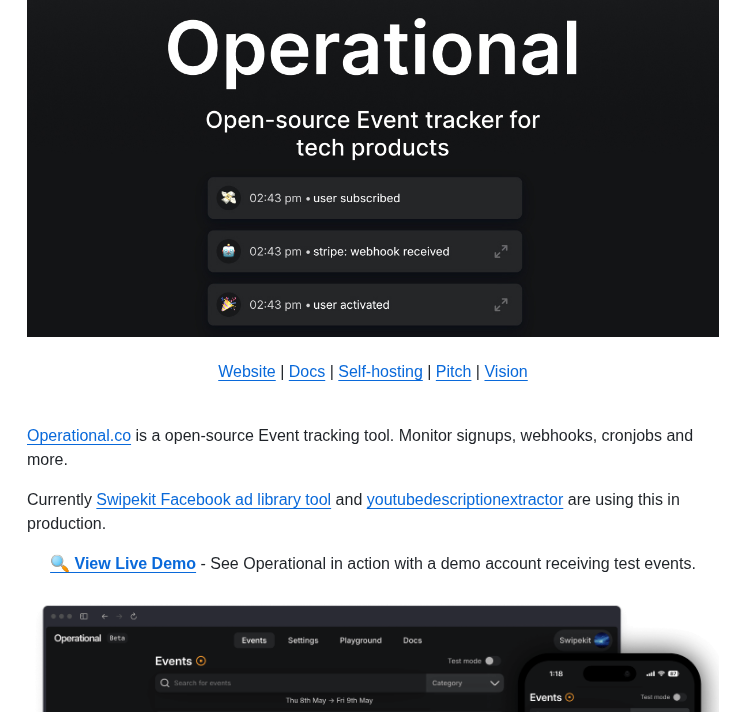 Operational
Open-source Event tracker for
tech products
02:43 pm • user subscribed
02:43 pm • stripe: webhook received
02:43 pm • user activated
Website | Docs | Self-hosting | Pitch | Vision
Operational.co is a open-source Event tracking tool. Monitor signups, webhooks, cronjobs and
more.
Currently Swipekit Facebook ad library tool and youtubedescriptionextractor are using this in
production.
🔍 View Live Demo - See Operational in action with a demo account receiving test events.
Operational Beta Events Settings Playground Docs Swipekit
Events Test mode
Search for events Category
Thu 8th May → Fri 9th May
1:18 67
Events Test mode